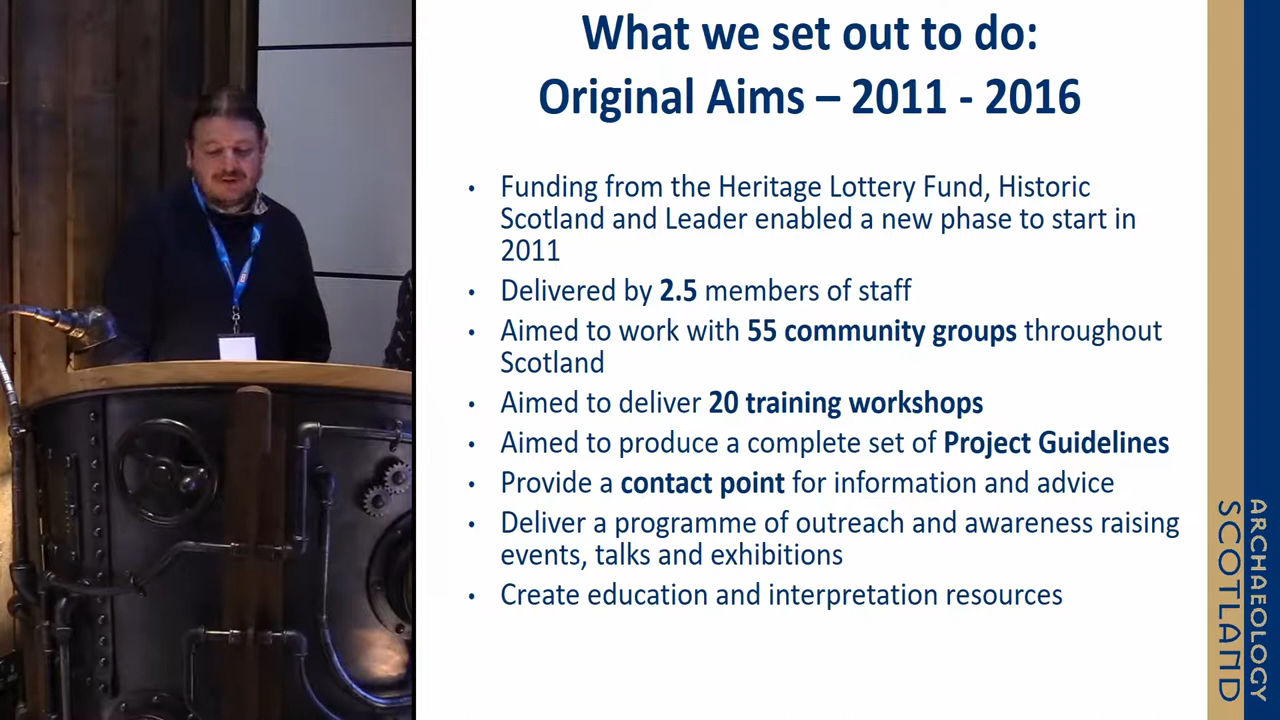 What we set out to do:
Original Aims – 2011 - 2016
• Funding from the Heritage Lottery Fund, Historic
Scotland and Leader enabled a new phase to start in
2011
• Delivered by 2.5 members of staff
• Aimed to work with 55 community groups throughout
Scotland
• Aimed to deliver 20 training workshops
• Aimed to produce a complete set of Project Guidelines
• Provide a contact point for information and advice
• Deliver a programme of outreach and awareness raising
events, talks and exhibitions
• Create education and interpretation resources
ARCHAEOLOGY
SCOTLAND